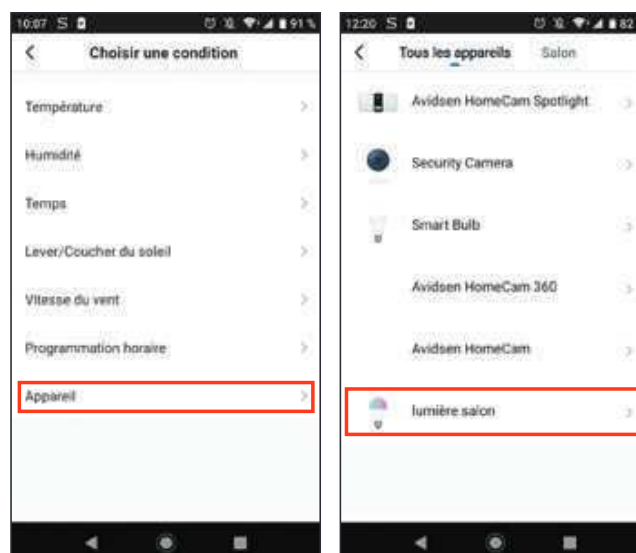 10:07 S 91 %
Choisir une condition
Température
Humidité
Temps
Lever/Coucher du soleil
Vitesse du vent
Programmation horaire
Appareil
12:20 S 82
Tous les appareils Salon
Avidsen HomeCam Spotlight
Security Camera
Smart Bulb
Avidsen HomeCam 360
Avidsen HomeCam
lumière salon